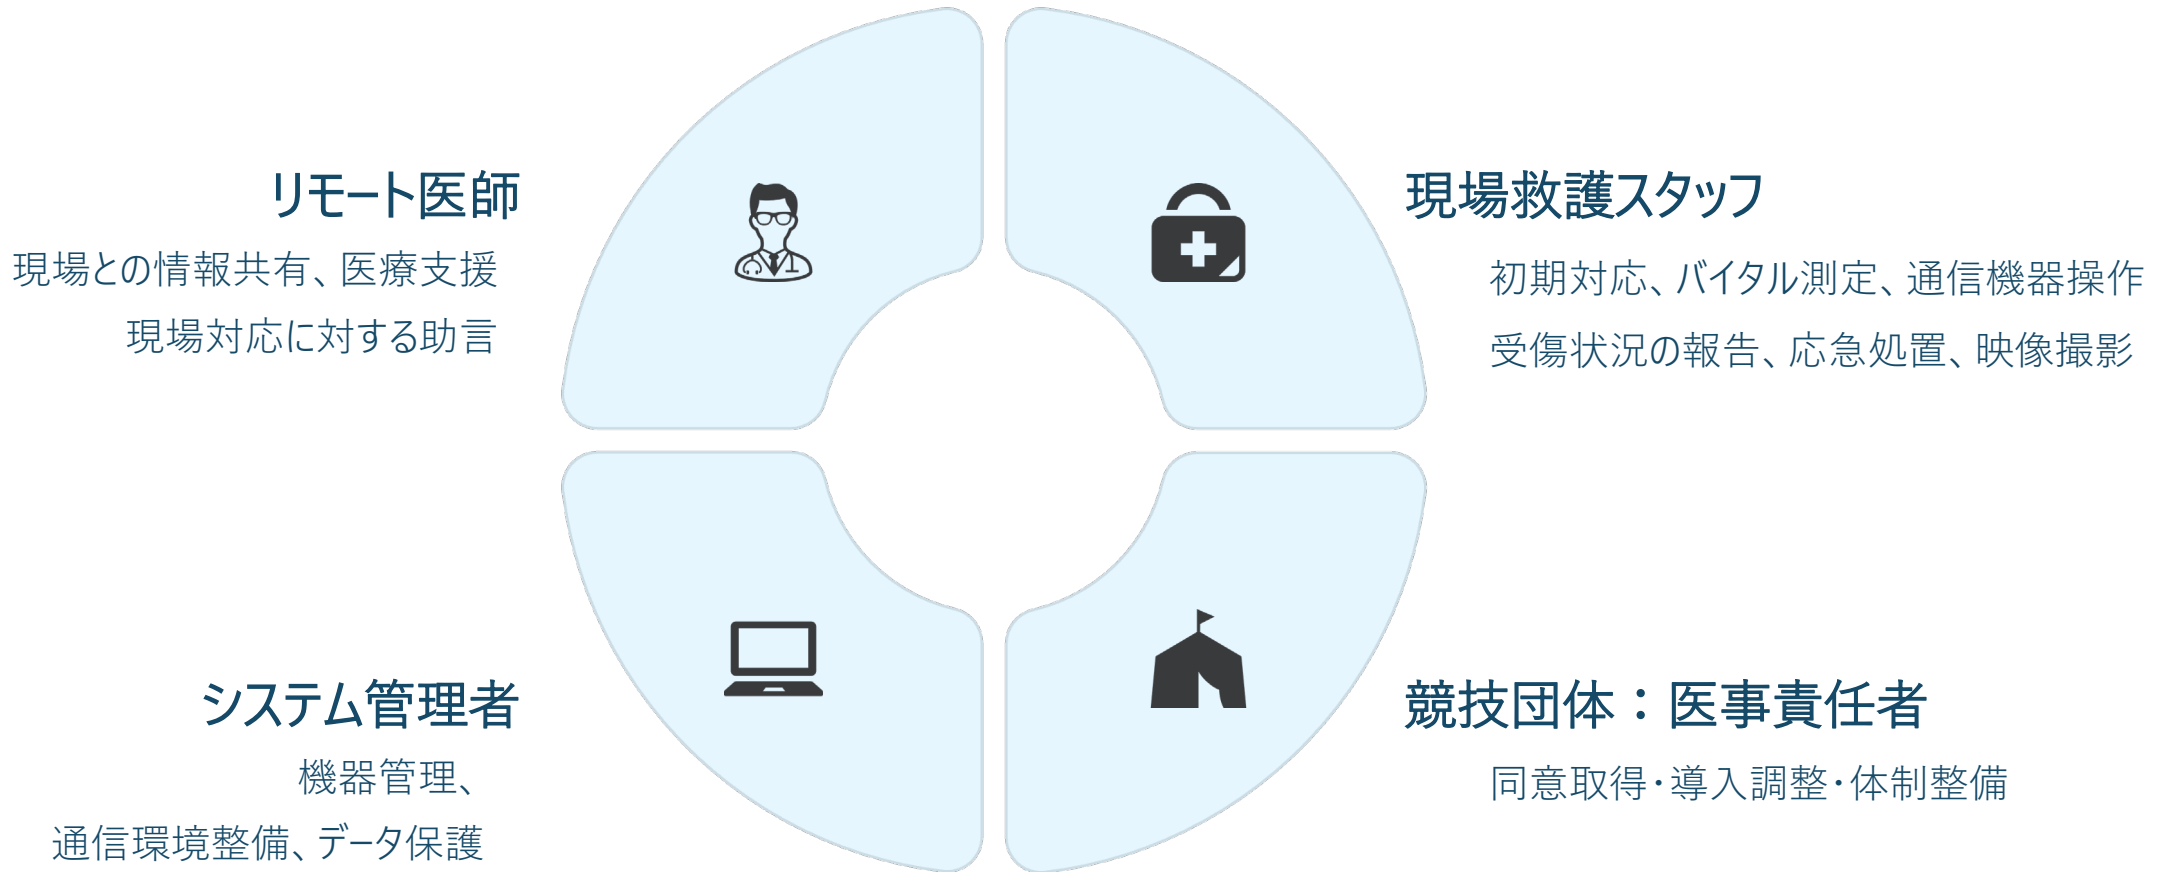 リモート医師
現場との情報共有、医療支援
現場対応に対する助言
現場救護スタッフ
初期対応、バイタル測定、通信機器操作
受傷状況の報告、応急処置、映像撮影
システム管理者
機器管理、
通信環境整備、データ保護
競技団体：医事責任者
同意取得・導入調整・体制整備